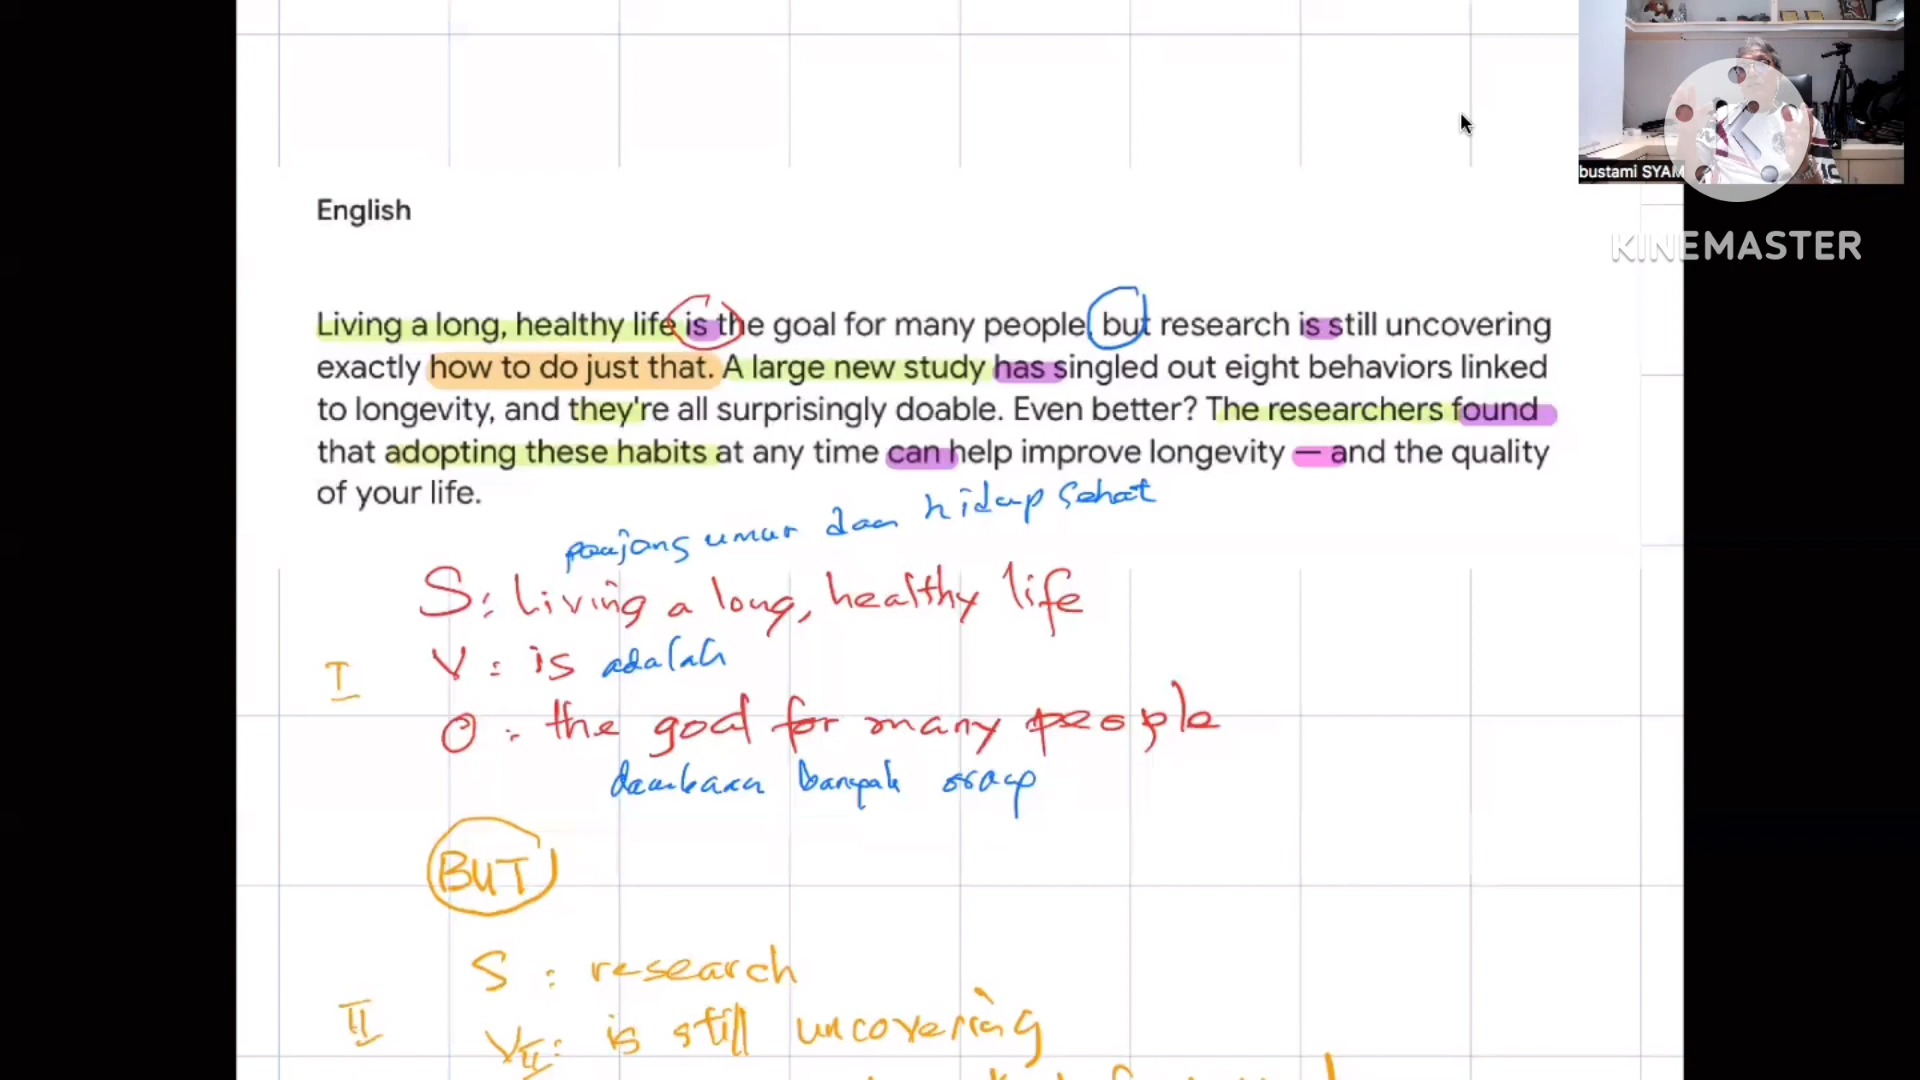 bustami SYAM
KINEMASTER
English
Living a long, healthy life is the goal for many people, but research is still uncovering
exactly how to do just that. A large new study has singled out eight behaviors linked
to longevity, and they're all surprisingly doable. Even better? The researchers found
that adopting these habits at any time can help improve longevity — and the quality
of your life.
panjang umur dan hidup sehat
S: Living a long, healthy life
I
V: is adalah
O: the goal for many people
dambaan banyak orang
BUT
S: research
II
VII: is still uncovering